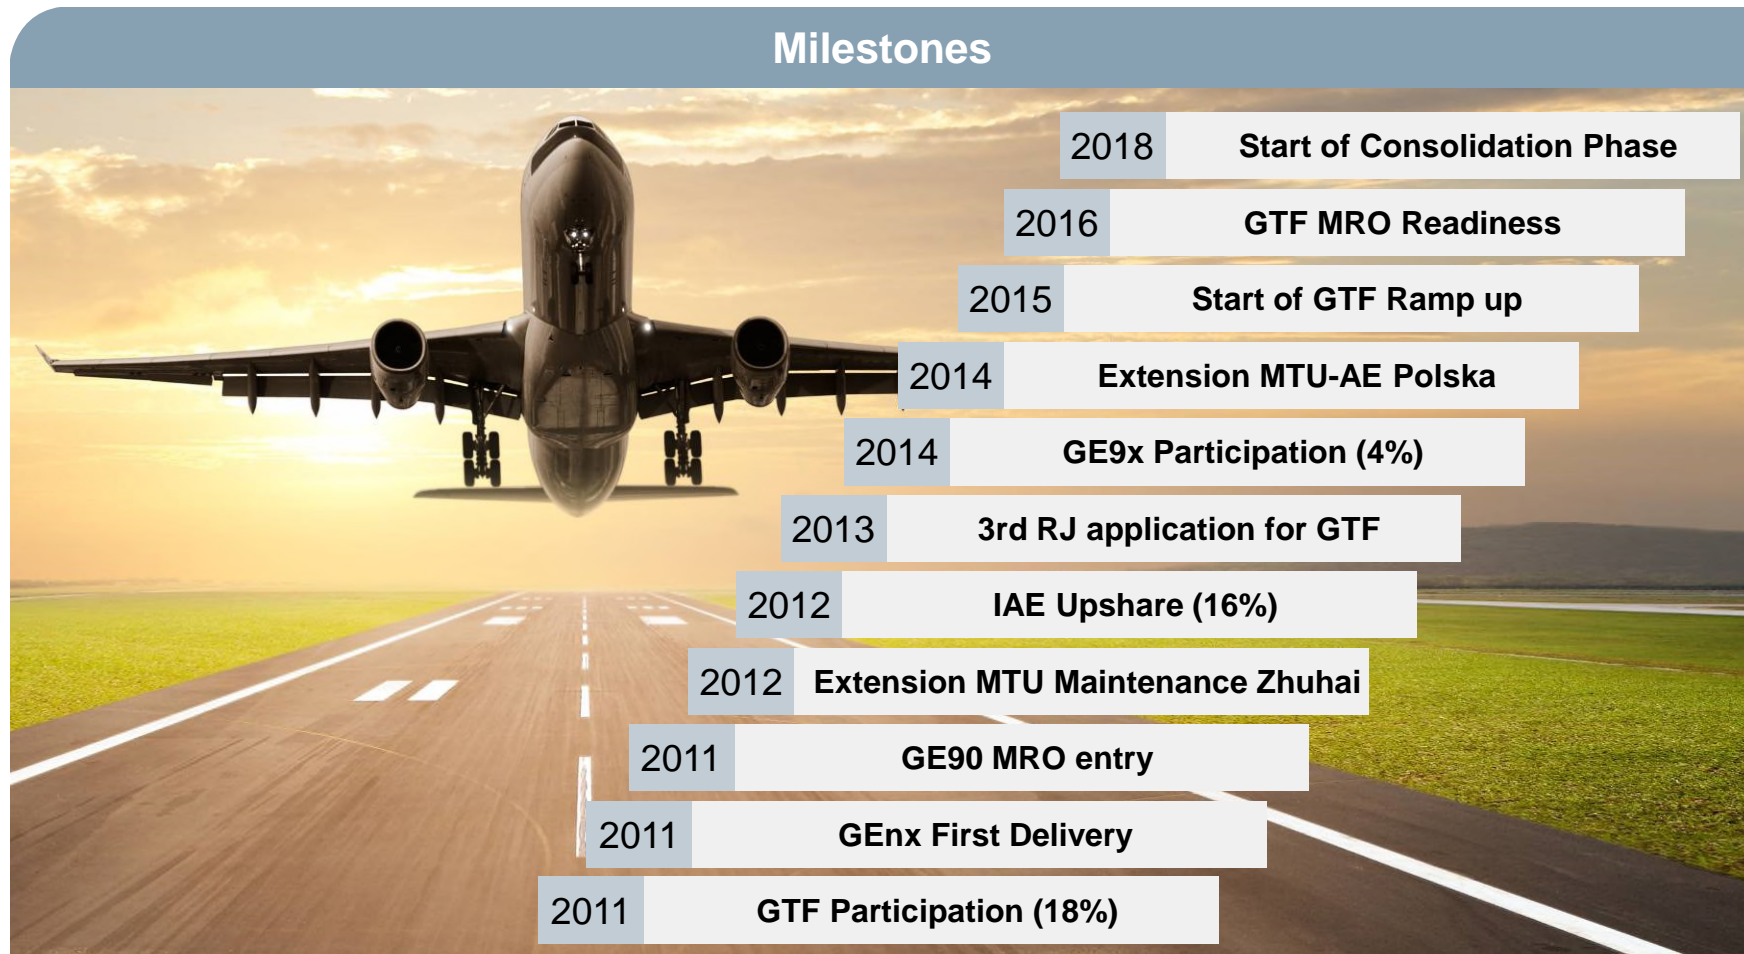 Milestones
2018 Start of Consolidation Phase
2016 GTF MRO Readiness
2015 Start of GTF Ramp up
2014 Extension MTU-AE Polska
2014 GE9x Participation (4%)
2013 3rd RJ application for GTF
2012 IAE Upshare (16%)
2012 Extension MTU Maintenance Zhuhai
2011 GE90 MRO entry
2011 GEnx First Delivery
2011 GTF Participation (18%)